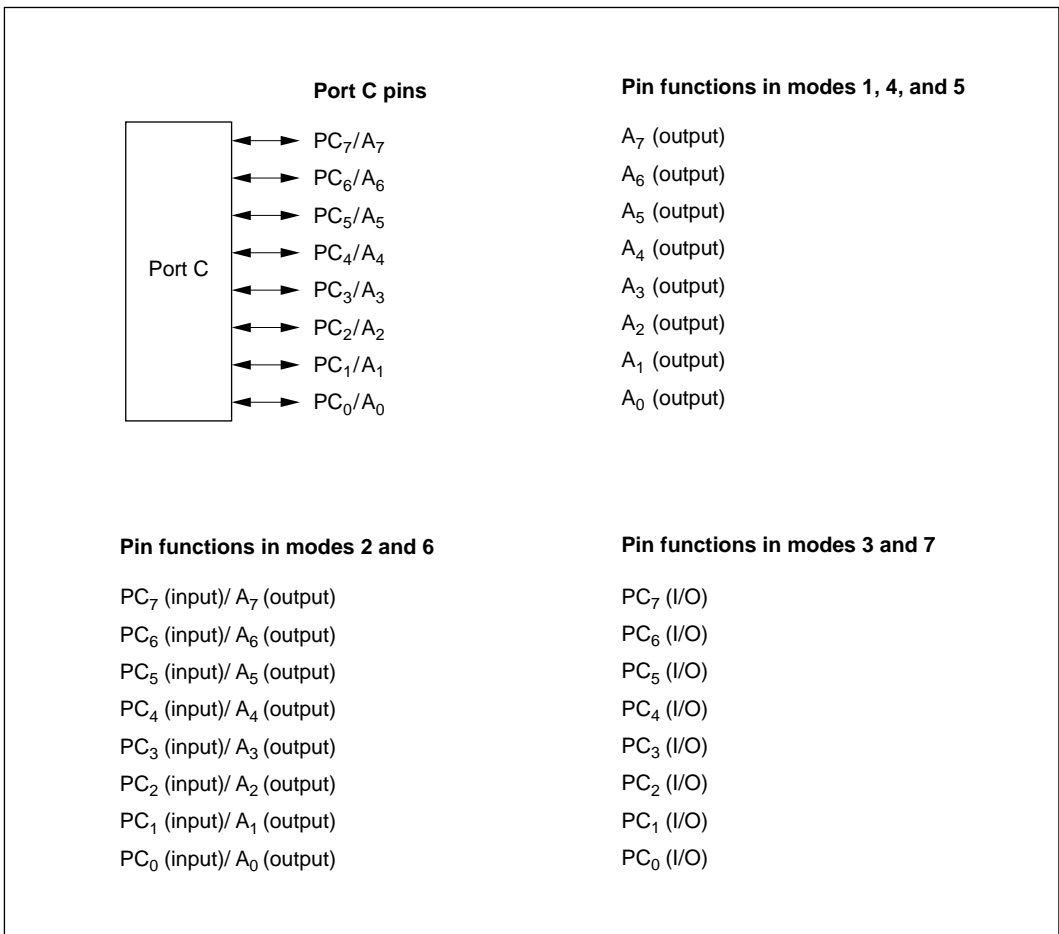 Port C pins
Port C
PC7/A7
PC6/A6
PC5/A5
PC4/A4
PC3/A3
PC2/A2
PC1/A1
PC0/A0
Pin functions in modes 1, 4, and 5
A7 (output)
A6 (output)
A5 (output)
A4 (output)
A3 (output)
A2 (output)
A1 (output)
A0 (output)
Pin functions in modes 2 and 6
PC7 (input)/ A7 (output)
PC6 (input)/ A6 (output)
PC5 (input)/ A5 (output)
PC4 (input)/ A4 (output)
PC3 (input)/ A3 (output)
PC2 (input)/ A2 (output)
PC1 (input)/ A1 (output)
PC0 (input)/ A0 (output)
Pin functions in modes 3 and 7
PC7 (I/O)
PC6 (I/O)
PC5 (I/O)
PC4 (I/O)
PC3 (I/O)
PC2 (I/O)
PC1 (I/O)
PC0 (I/O)